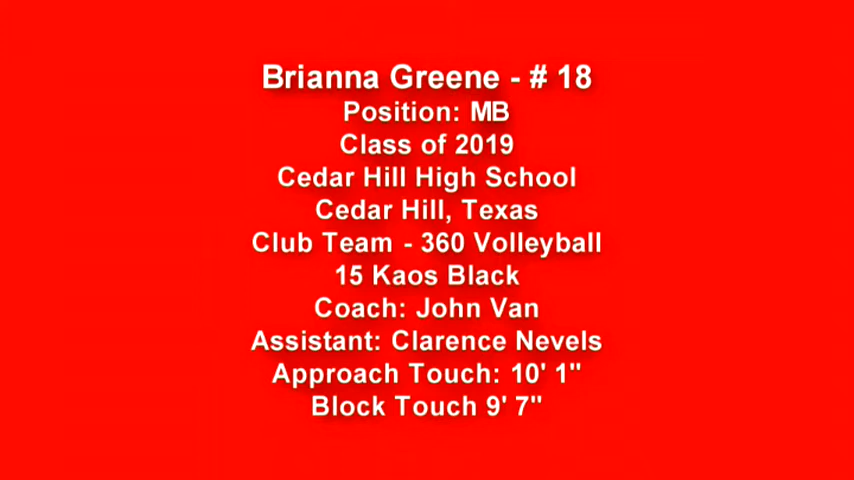 Brianna Greene - # 18
Position: MB
Class of 2019
Cedar Hill High School
Cedar Hill, Texas
Club Team - 360 Volleyball
15 Kaos Black
Coach: John Van
Assistant: Clarence Nevels
Approach Touch: 10' 1"
Block Touch 9' 7"